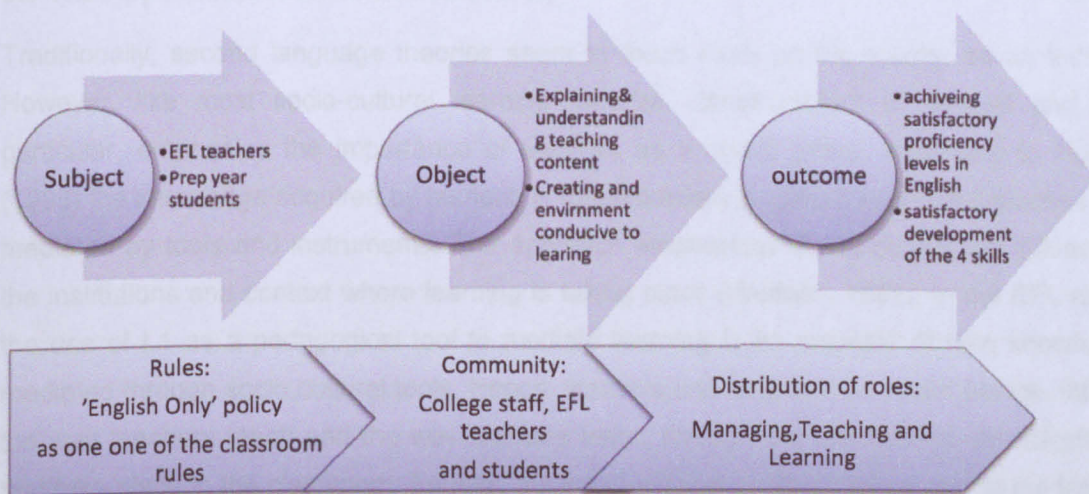 Subject
•EFL teachers
•Prep year
students
Object
•Explaining&
understandin
g teaching
content
•Creating and
envirnment
conducive to
learing
outcome
•achiveing
satisfactory
proficiency
levels in
English
•satisfactory
development
of the 4 skills
Rules:
'English Only' policy
as one one of the classroom
rules
Community:
College staff, EFL
teachers
and students
Distribution of roles:
Managing,Teaching and
Learning